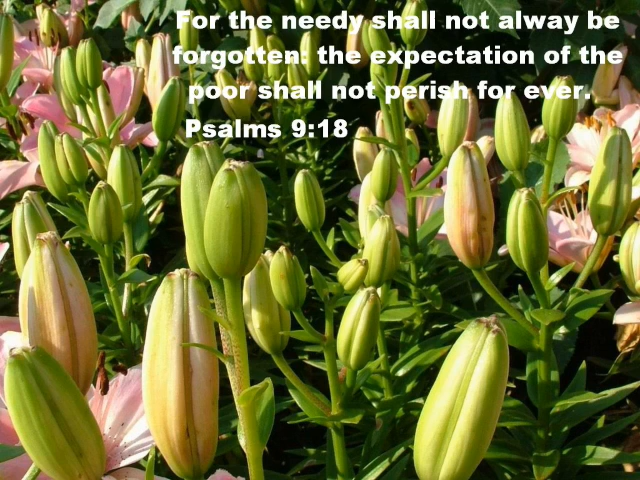 For the needy shall not alway be
forgotten: the expectation of the
poor shall not perish for ever.
Psalms 9:18